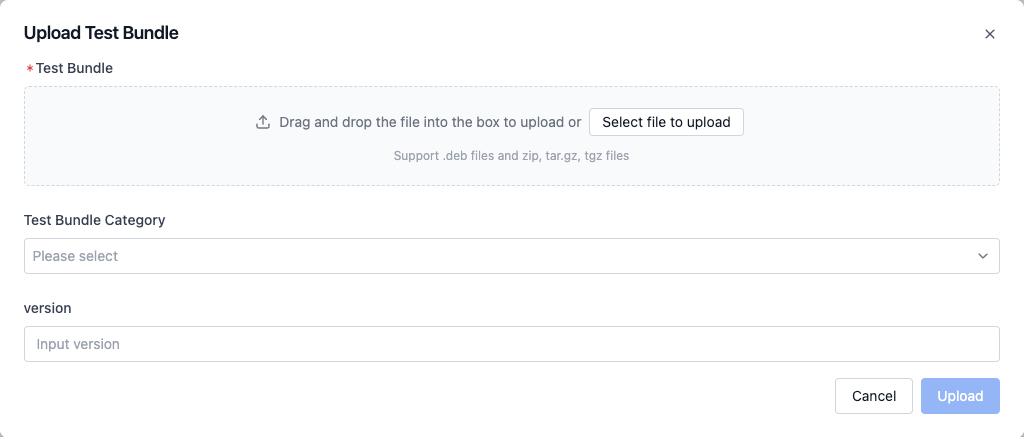 Upload Test Bundle
* Test Bundle
Drag and drop the file into the box to upload or Select file to upload
Support .deb files and zip, tar.gz, tgz files
Test Bundle Category
Please select
version
Input version
Cancel Upload